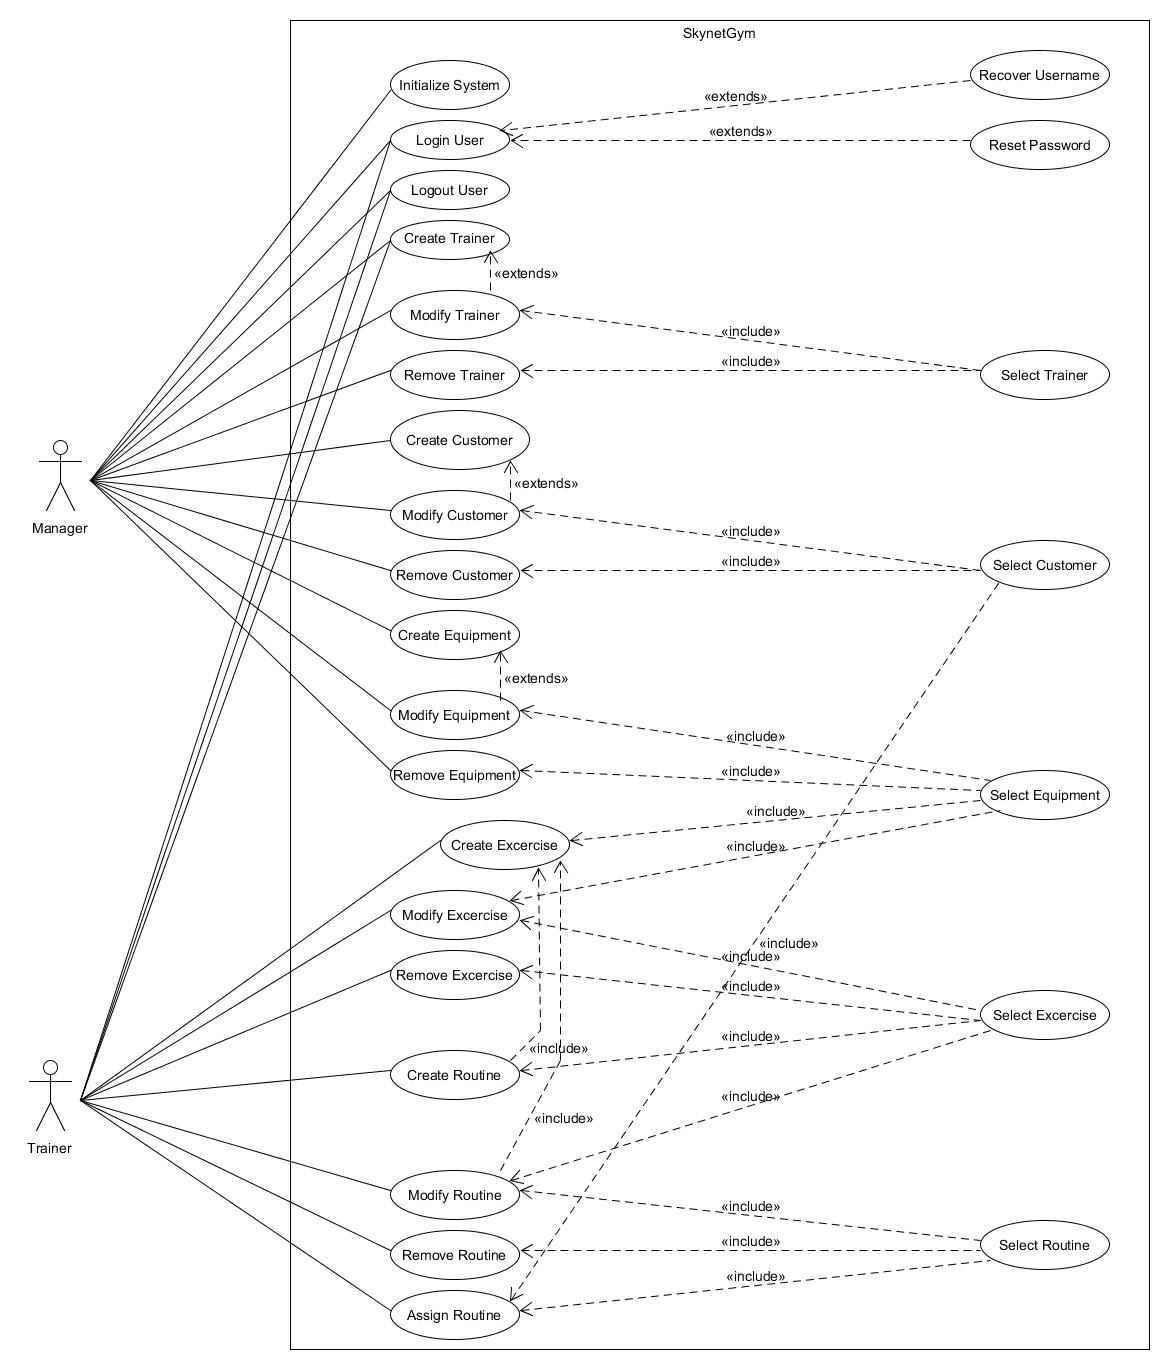 SkynetGym
Initialize System
Recover Username
«extends»
Login User
«extends»
Reset Password
Logout User
Create Trainer
«extends»
Modify Trainer
«include»
Remove Trainer
«include»
Select Trainer
Create Customer
«extends»
Manager
Modify Customer
«include»
Remove Customer
«include»
Select Customer
Create Equipment
«extends»
Modify Equipment
«include»
Remove Equipment
«include»
Select Equipment
«include»
Create Excercise
«include»
Modify Excercise
«include»
«include»
Remove Excercise
«include»
Select Excercise
«include»
«include»
Create Routine
«include»
«include»
Trainer
Modify Routine
«include»
Remove Routine
«include»
Select Routine
«include»
Assign Routine